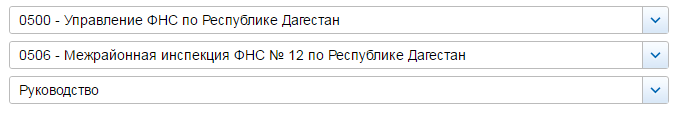 0500 - Управление ФНС по Республике Дагестан
0506 - Межрайонная инспекция ФНС № 12 по Республике Дагестан
Руководство